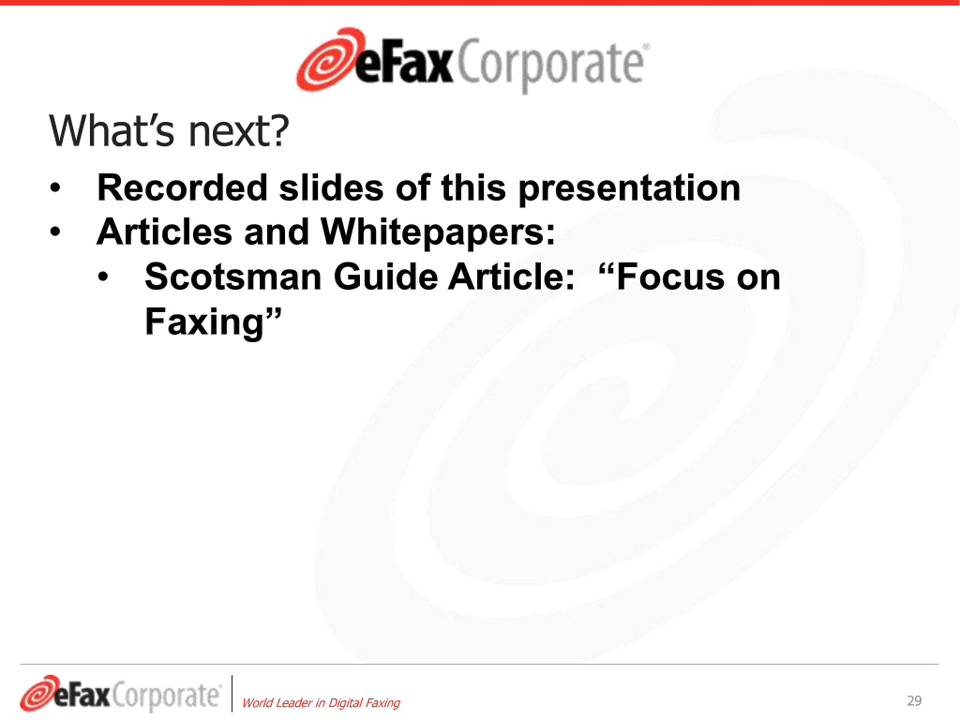 eFax Corporate®
What’s next?
• Recorded slides of this presentation
• Articles and Whitepapers:
• Scotsman Guide Article:  “Focus on
Faxing”
eFax Corporate®
World Leader in Digital Faxing
29